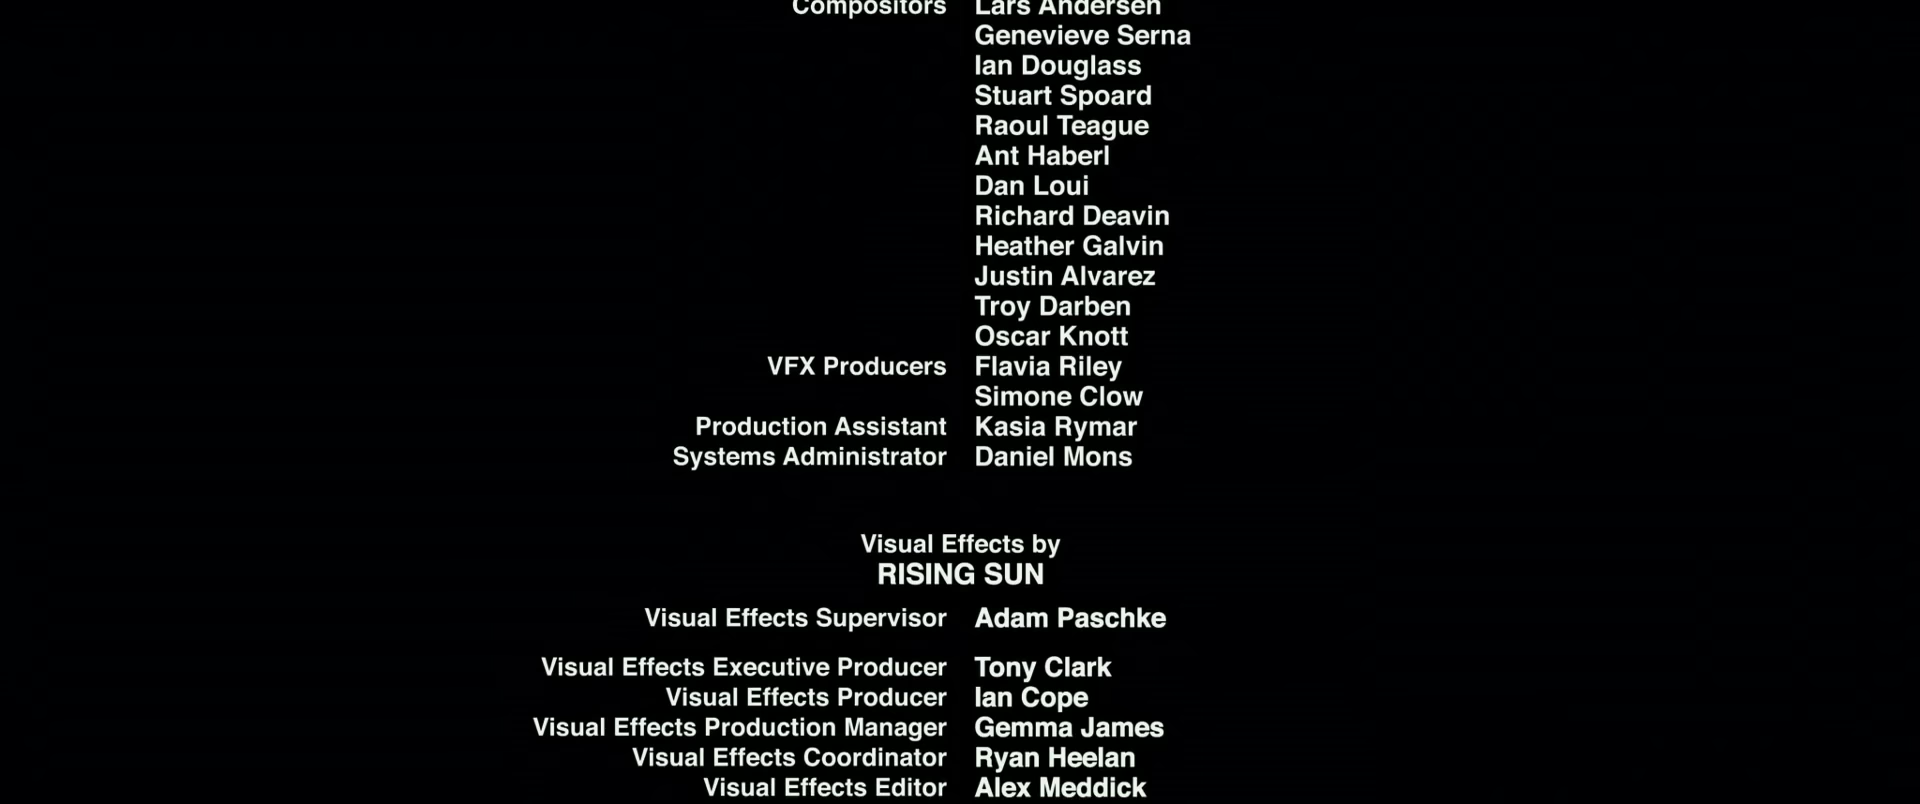 Compositors Lars Andersen
Genevieve Serna
Ian Douglass
Stuart Spoard
Raoul Teague
Ant Haberl
Dan Loui
Richard Deavin
Heather Galvin
Justin Alvarez
Troy Darben
Oscar Knott
VFX Producers Flavia Riley
Simone Clow
Production Assistant Kasia Rymar
Systems Administrator Daniel Mons
Visual Effects by
RISING SUN
Visual Effects Supervisor Adam Paschke
Visual Effects Executive Producer Tony Clark
Visual Effects Producer Ian Cope
Visual Effects Production Manager Gemma James
Visual Effects Coordinator Ryan Heelan
Visual Effects Editor Alex Meddick